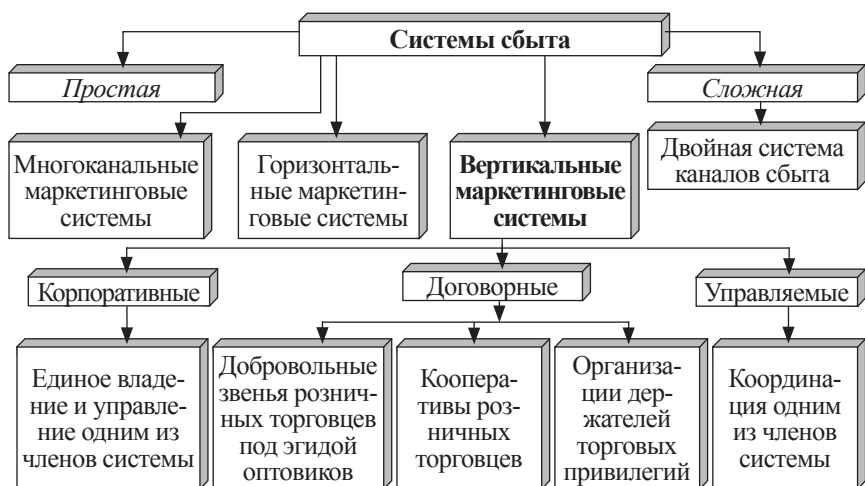 Системы сбыта
Простая
Сложная
Многоканальные
маркетинговые
системы
Горизонталь-
ные маркетин-
говые системы
Вертикальные
маркетинговые
системы
Двойная система
каналов сбыта
Корпоративные
Договорные
Управляемые
Единое владе-
ние и управле-
ние одним из
членов системы
Добровольные
звенья рознич-
ных торговцев
под эгидой
оптовиков
Коопера-
тивы роз-
ничных
торговцев
Организа-
ции дер-
жателей
торговых
привилегий
Координа-
ция одним
из членов
системы